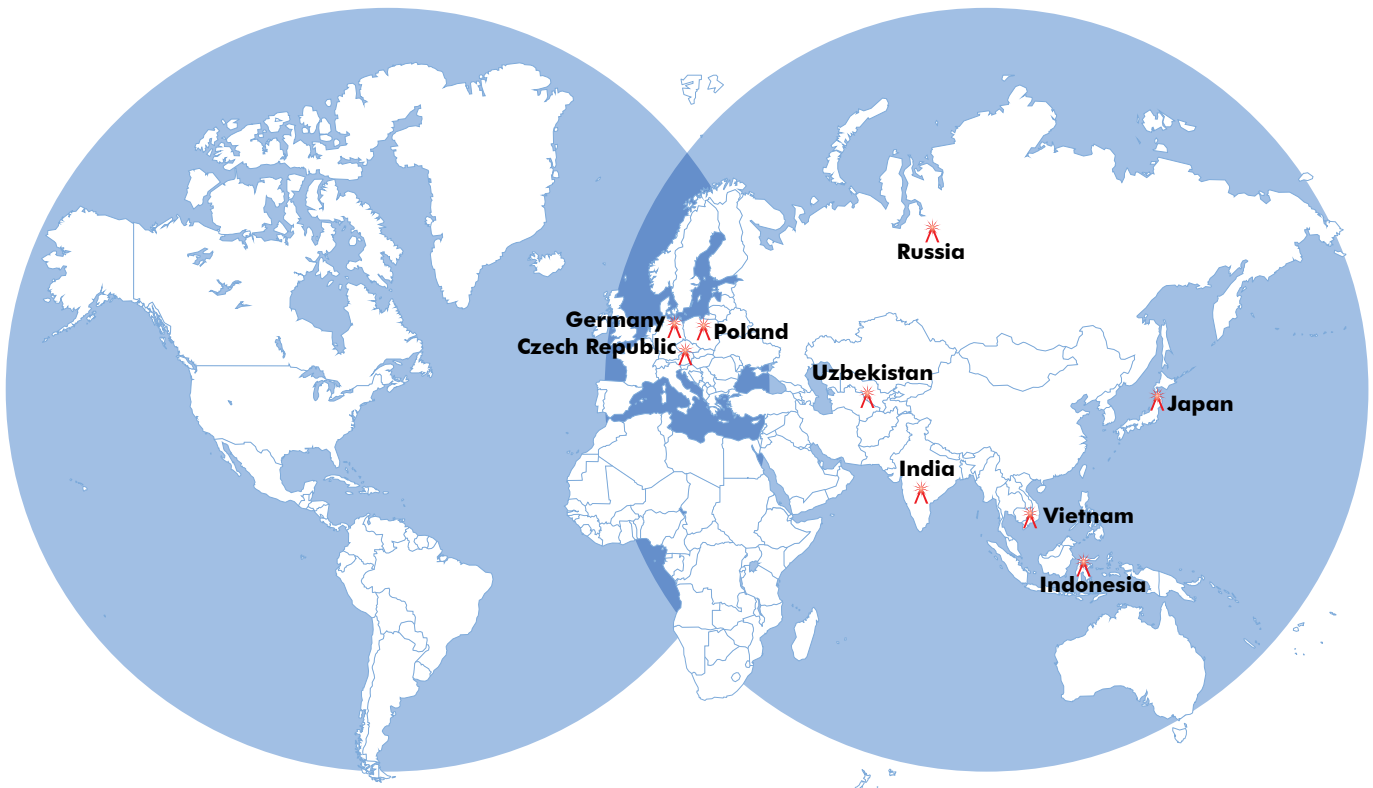 Russia
Germany
Poland
Czech Republic
Uzbekistan
Japan
India
Vietnam
Indonesia